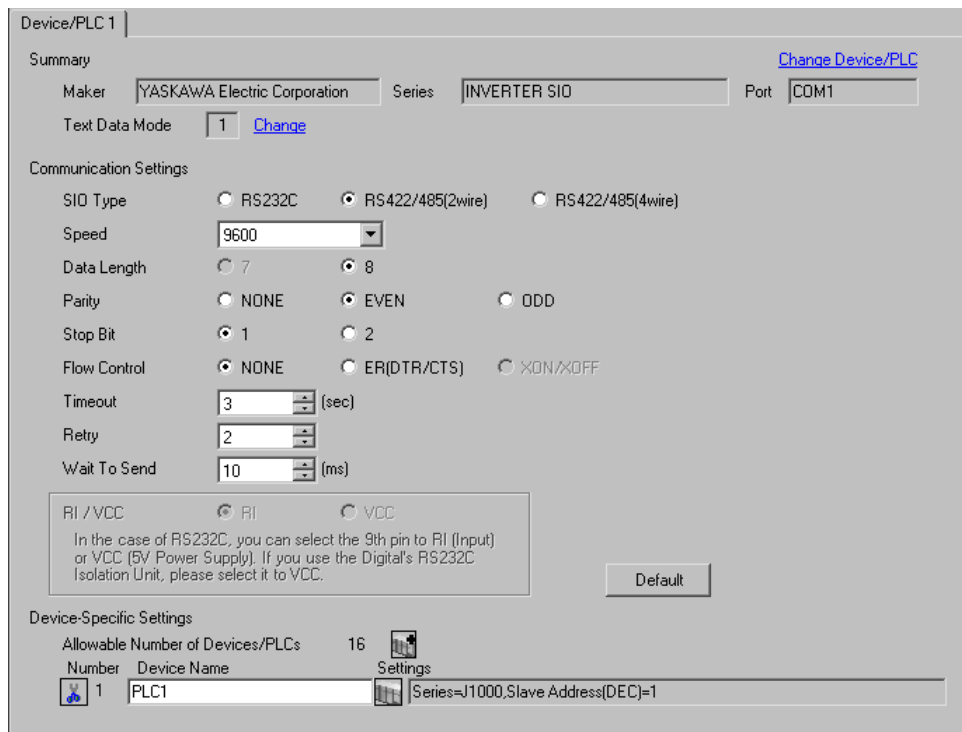 Device/PLC 1
Summary
Change Device/PLC
Maker YASKAWA Electric Corporation Series INVERTER SIO Port COM1
Text Data Mode 1 Change
Communication Settings
SIO Type RS232C RS422/485(2wire) RS422/485(4wire)
Speed 9600
Data Length 7 8
Parity NONE EVEN ODD
Stop Bit 1 2
Flow Control NONE ER(DTR/CTS) XON/XOFF
Timeout 3 (sec)
Retry 2
Wait To Send 10 (ms)
RI / VCC RI VCC
In the case of RS232C, you can select the 9th pin to RI (Input)
or VCC (5V Power Supply). If you use the Digital's RS232C
Isolation Unit, please select it to VCC.
Default
Device-Specific Settings
Allowable Number of Devices/PLCs 16
Number Device Name Settings
1 PLC1 Series=J1000,Slave Address(DEC)=1